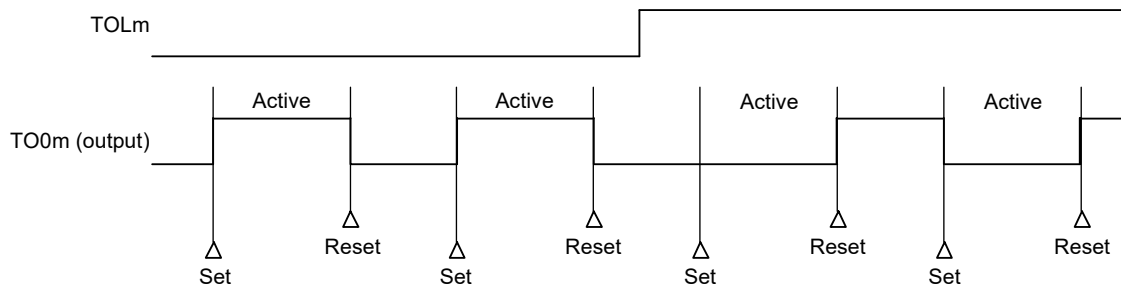 TOLm
Active
Active
Active
Active
TO0m (output)
Reset
Reset
Reset
Reset
Set
Set
Set
Set